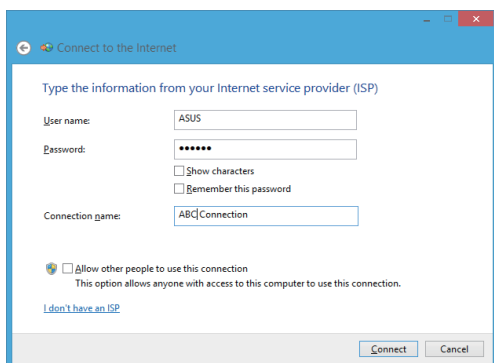 Connect to the Internet
Type the information from your Internet service provider (ISP)
User name: ASUS
Password: ••••••
Show characters
Remember this password
Connection name: ABC Connection
Allow other people to use this connection
This option allows anyone with access to this computer to use this connection.
I don't have an ISP
Connect Cancel